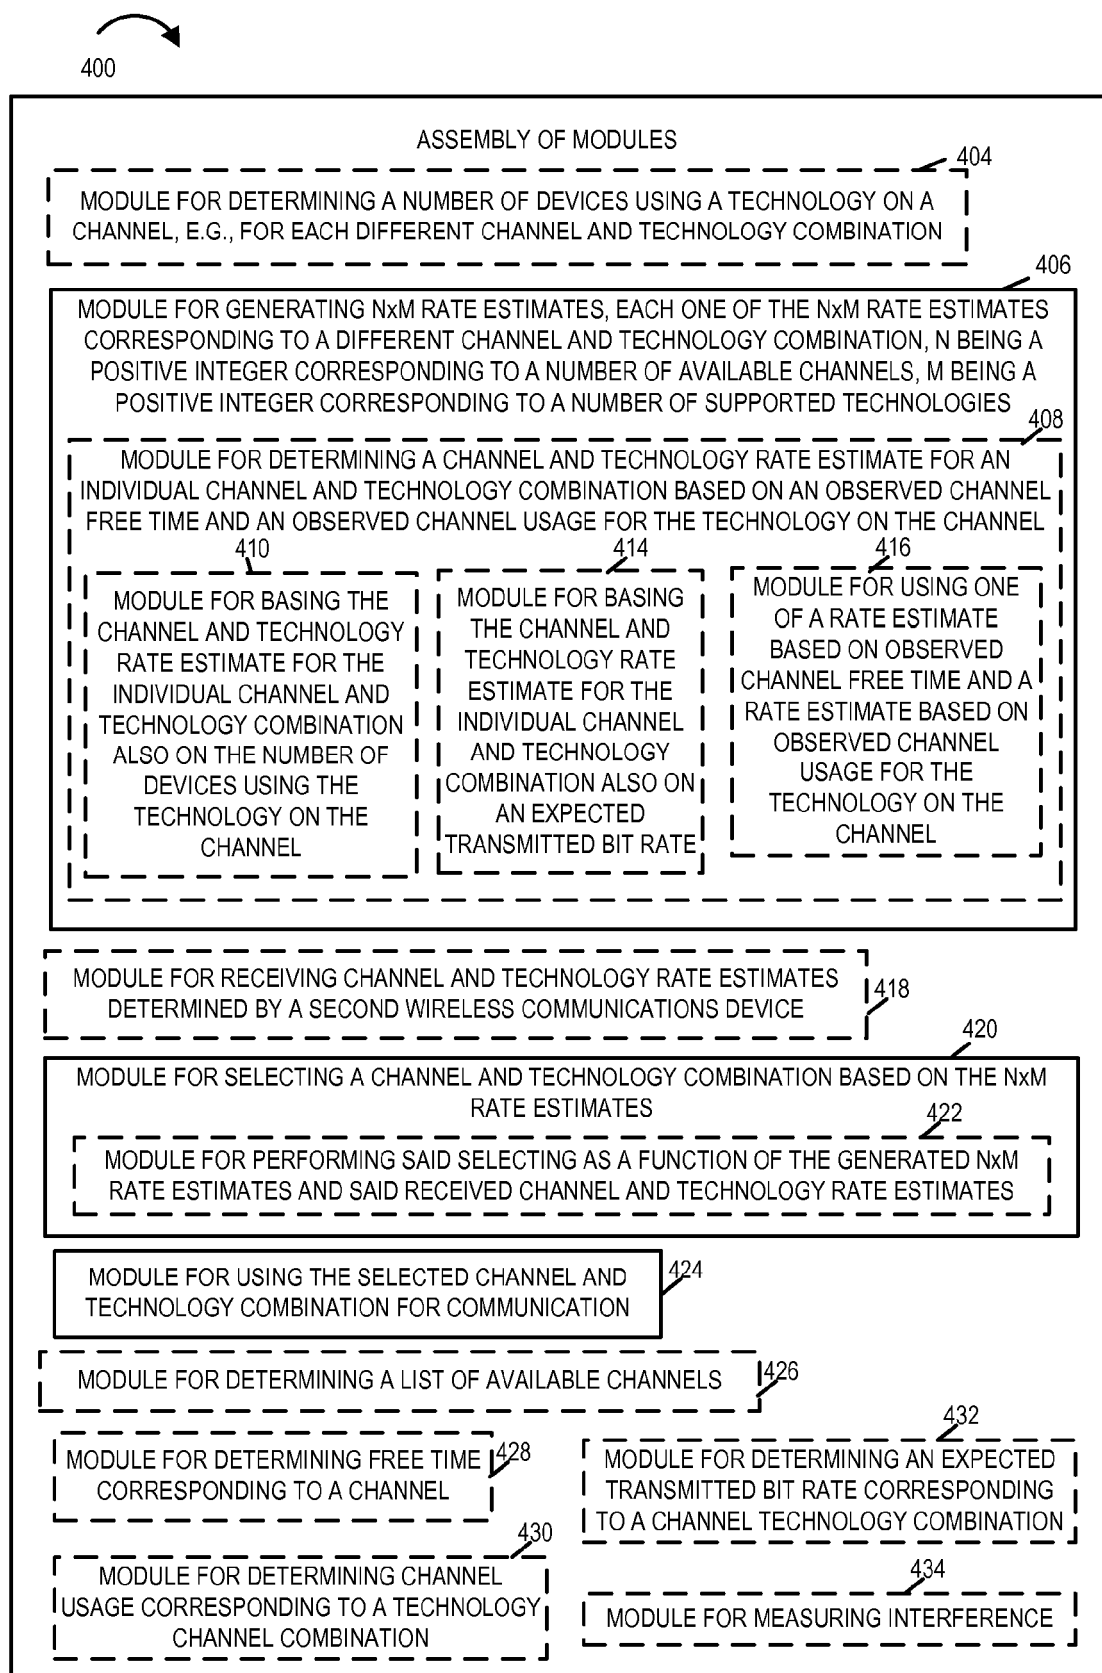 400
ASSEMBLY OF MODULES
404
MODULE FOR DETERMINING A NUMBER OF DEVICES USING A TECHNOLOGY ON A
CHANNEL, E.G., FOR EACH DIFFERENT CHANNEL AND TECHNOLOGY COMBINATION
406
MODULE FOR GENERATING NxM RATE ESTIMATES, EACH ONE OF THE NxM RATE ESTIMATES
CORRESPONDING TO A DIFFERENT CHANNEL AND TECHNOLOGY COMBINATION, N BEING A
POSITIVE INTEGER CORRESPONDING TO A NUMBER OF AVAILABLE CHANNELS, M BEING A
POSITIVE INTEGER CORRESPONDING TO A NUMBER OF SUPPORTED TECHNOLOGIES
408
MODULE FOR DETERMINING A CHANNEL AND TECHNOLOGY RATE ESTIMATE FOR AN
INDIVIDUAL CHANNEL AND TECHNOLOGY COMBINATION BASED ON AN OBSERVED CHANNEL
FREE TIME AND AN OBSERVED CHANNEL USAGE FOR THE TECHNOLOGY ON THE CHANNEL
410
MODULE FOR BASING THE
CHANNEL AND TECHNOLOGY
RATE ESTIMATE FOR THE
INDIVIDUAL CHANNEL AND
TECHNOLOGY COMBINATION
ALSO ON THE NUMBER OF
DEVICES USING THE
TECHNOLOGY ON THE
CHANNEL
414
MODULE FOR BASING
THE CHANNEL AND
TECHNOLOGY RATE
ESTIMATE FOR THE
INDIVIDUAL CHANNEL
AND TECHNOLOGY
COMBINATION ALSO ON
AN EXPECTED
TRANSMITTED BIT RATE
416
MODULE FOR USING ONE
OF A RATE ESTIMATE
BASED ON OBSERVED
CHANNEL FREE TIME AND A
RATE ESTIMATE BASED ON
OBSERVED CHANNEL
USAGE FOR THE
TECHNOLOGY ON THE
CHANNEL
MODULE FOR RECEIVING CHANNEL AND TECHNOLOGY RATE ESTIMATES
DETERMINED BY A SECOND WIRELESS COMMUNICATIONS DEVICE
418
420
MODULE FOR SELECTING A CHANNEL AND TECHNOLOGY COMBINATION BASED ON THE NxM
RATE ESTIMATES
422
MODULE FOR PERFORMING SAID SELECTING AS A FUNCTION OF THE GENERATED NxM
RATE ESTIMATES AND SAID RECEIVED CHANNEL AND TECHNOLOGY RATE ESTIMATES
MODULE FOR USING THE SELECTED CHANNEL AND
TECHNOLOGY COMBINATION FOR COMMUNICATION
424
MODULE FOR DETERMINING A LIST OF AVAILABLE CHANNELS
426
MODULE FOR DETERMINING FREE TIME
CORRESPONDING TO A CHANNEL
428
432
MODULE FOR DETERMINING AN EXPECTED
TRANSMITTED BIT RATE CORRESPONDING
TO A CHANNEL TECHNOLOGY COMBINATION
430
MODULE FOR DETERMINING CHANNEL
USAGE CORRESPONDING TO A TECHNOLOGY
CHANNEL COMBINATION
434
MODULE FOR MEASURING INTERFERENCE